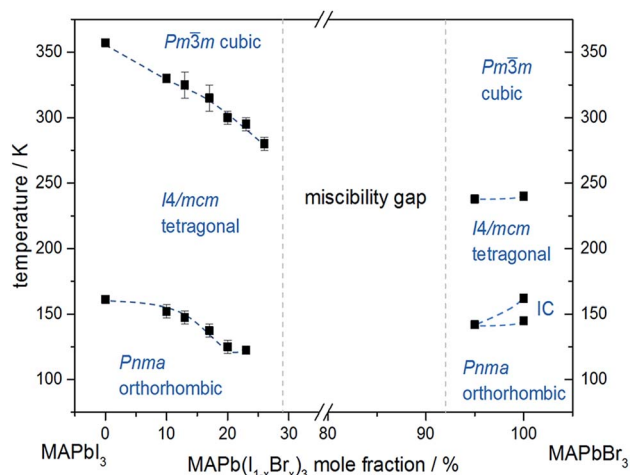 350
300
250
200
150
100
temperature / K
Pm3̅m cubic
I4/mcm
tetragonal
Pnma
orthorhombic
miscibility gap
Pm3̅m
cubic
I4/mcm
tetragonal
IC
Pnma
orthorhombic
350
300
250
200
150
100
0 10 20 30 80 90 100
MAPbI₃
MAPb(I₁₋ₓBrₓ)₃ mole fraction / %
MAPbBr₃